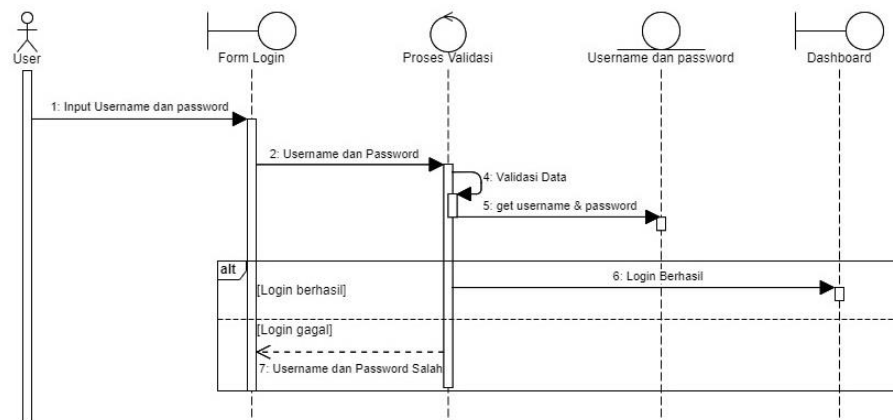 User
Form Login
Proses Validasi
Username dan password
Dashboard
1: Input Username dan password
2: Username dan Password
4: Validasi Data
5: get username & password
alt
6: Login Berhasil
[Login berhasil]
[Login gagal]
7: Username dan Password Salah